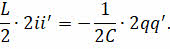 L/2 · 2ii′ = − 1/2C · 2qq′.